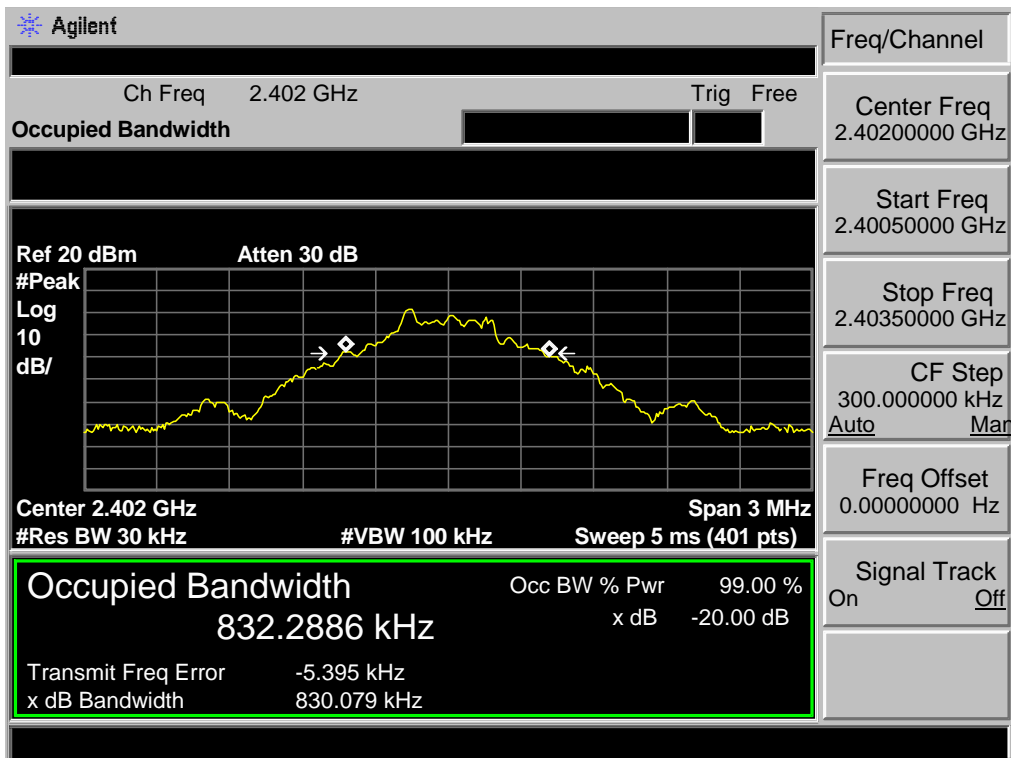 Agilent
Freq/Channel
Ch Freq 2.402 GHz Trig Free
Occupied Bandwidth
Center Freq
2.40200000 GHz
Start Freq
2.40050000 GHz
Ref 20 dBm Atten 30 dB
#Peak
Log
10
dB/
Stop Freq
2.40350000 GHz
CF Step
300.000000 kHz
Auto Man
Center 2.402 GHz Span 3 MHz
#Res BW 30 kHz #VBW 100 kHz Sweep 5 ms (401 pts)
Freq Offset
0.00000000 Hz
Occupied Bandwidth
832.2886 kHz
Occ BW % Pwr 99.00 %
x dB -20.00 dB
Transmit Freq Error -5.395 kHz
x dB Bandwidth 830.079 kHz
Signal Track
On Off